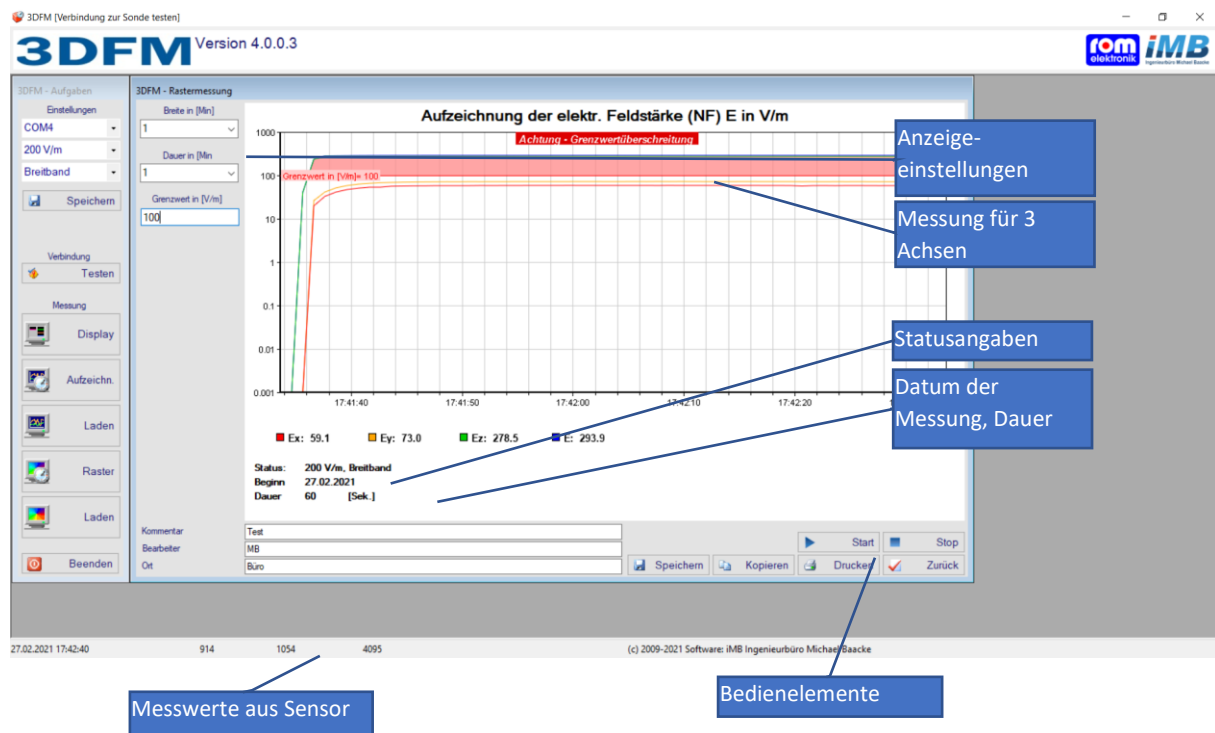 3DFM [Verbindung zur Sonde testen]
3DFM Version 4.0.0.3
rom
elektronik
iMB
Ingenieurbüro Michael Baacke
3DFM - Aufgaben
Einstellungen
COM4
200 V/m
Breitband
Speichern
Verbindung
Testen
Messung
Display
Aufzeichn.
Laden
Raster
Laden
Beenden
3DFM - Rastermessung
Breite in [Min]
1
Dauer in [Min
1
Grenzwert in [V/m]
100
Aufzeichnung der elektr. Feldstärke (NF) E in V/m
Achtung - Grenzwertüberschreitung
Grenzwert in [V/m]= 100
1000
100
10
1
0.1
0.01
0.001
17:41:40 17:41:50 17:42:00 17:42:10 17:42:20
Ex: 59.1 Ey: 73.0 Ez: 278.5 E: 293.9
Status: 200 V/m, Breitband
Beginn 27.02.2021
Dauer 60 [Sek.]
Kommentar Test
Bearbeiter MB
Ort Büro
Start Stop
Speichern Kopieren Drucken Zurück
Anzeige-
einstellungen
Messung für 3
Achsen
Statusangaben
Datum der
Messung, Dauer
27.02.2021 17:42:40 914 1054 4095 (c) 2009-2021 Software: iMB Ingenieurbüro Michael Baacke
Messwerte aus Sensor
Bedienelemente